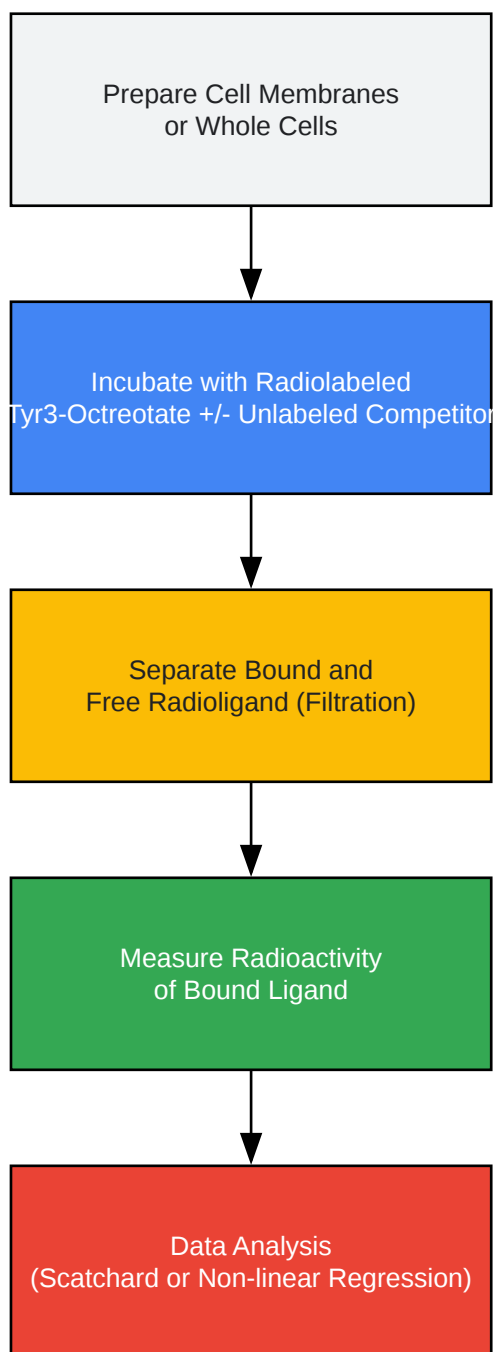 Prepare Cell Membranes
or Whole Cells
Incubate with Radiolabeled
Tyr3-Octreotate +/- Unlabeled Competitor
Separate Bound and
Free Radioligand (Filtration)
Measure Radioactivity
of Bound Ligand
Data Analysis
(Scatchard or Non-linear Regression)